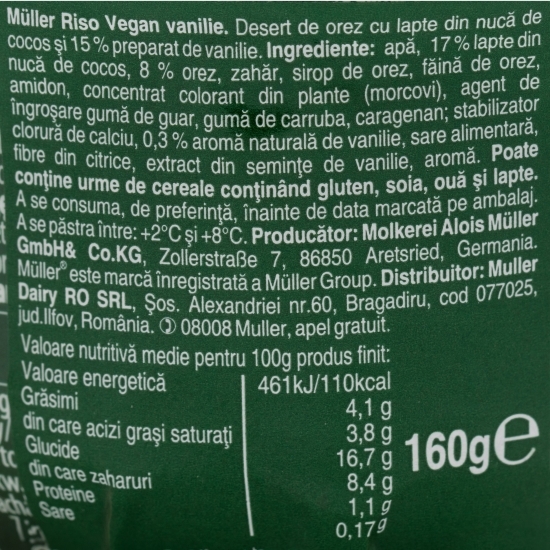 Müller Riso Vegan vanilie. Desert de orez cu lapte din nucă de
cocos și 15% preparat de vanilie. Ingrediente: apă, 17% lapte din
nucă de cocos, 8 % orez, zahăr, sirop de orez, făină de orez,
amidon, concentrat colorant din plante (morcovi), agent de
îngroșare gumă de guar, gumă de carruba, caragenan; stabilizator
clorură de calciu, 0,3 % aromă naturală de vanilie, sare alimentară,
fibre din citrice, extract din seminţe de vanilie, aromă. Poate
conţine urme de cereale conţinând gluten, soia, ouă şi lapte.
A se consuma, de preferinţă, înainte de data marcată pe ambalaj.
A se păstra între: +2°C şi +8°C. Producător: Molkerei Alois Müller
GmbH& Co.KG, Zollerstraße 7, 86850 Aretsried, Germania.
Müller® este marcă înregistrată a Müller Group. Distribuitor: Muller
Dairy RO SRL, Şos. Alexandriei nr.60, Bragadiru, cod 077025,
jud.Ilfov, România. 08008 Muller, apel gratuit.
Valoare nutritivă medie pentru 100g produs finit:
Valoare energetică 461kJ/110kcal
Grăsimi 4,1 g
din care acizi graşi saturaţi 3,8 g
Glucide 16,7 g
din care zaharuri 8,4 g
Proteine 1,1 g
Sare 0,17g
160g℮